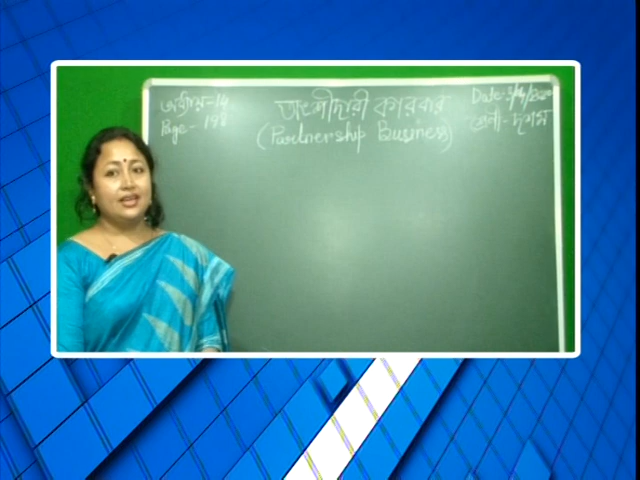 অধ্যায়-14
Page-
অংশীদাৰী কাৰবাৰ
(Partnership Business)
Date:
শ্ৰেণী-দশম